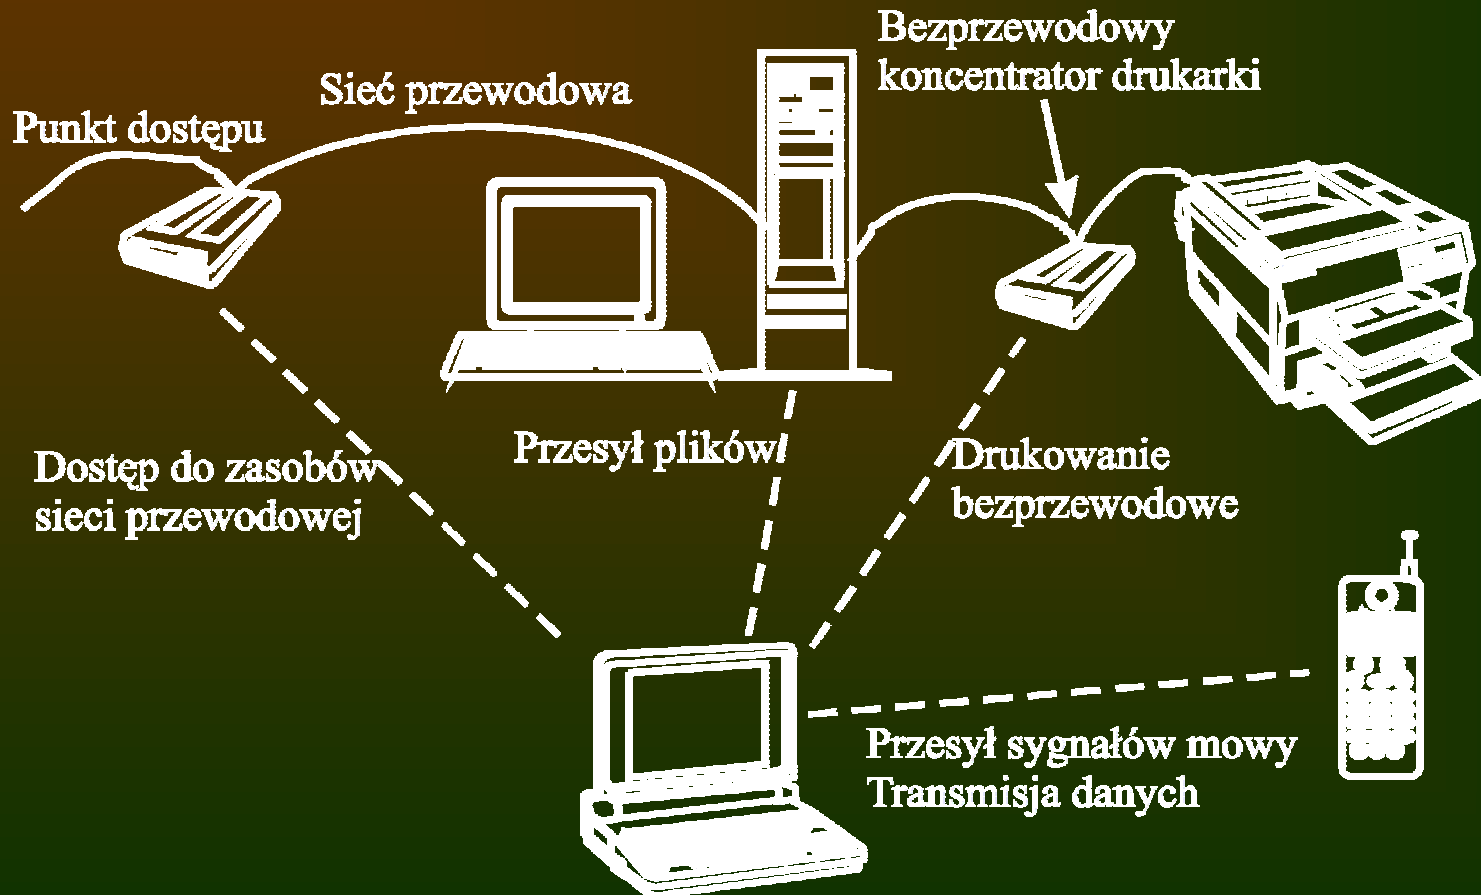 Bezprzewodowy
koncentrator drukarki
Sieć przewodowa
Punkt dostępu
Przesył plików
Dostęp do zasobów
sieci przewodowej
Drukowanie
bezprzewodowe
Przesył sygnałów mowy
Transmisja danych